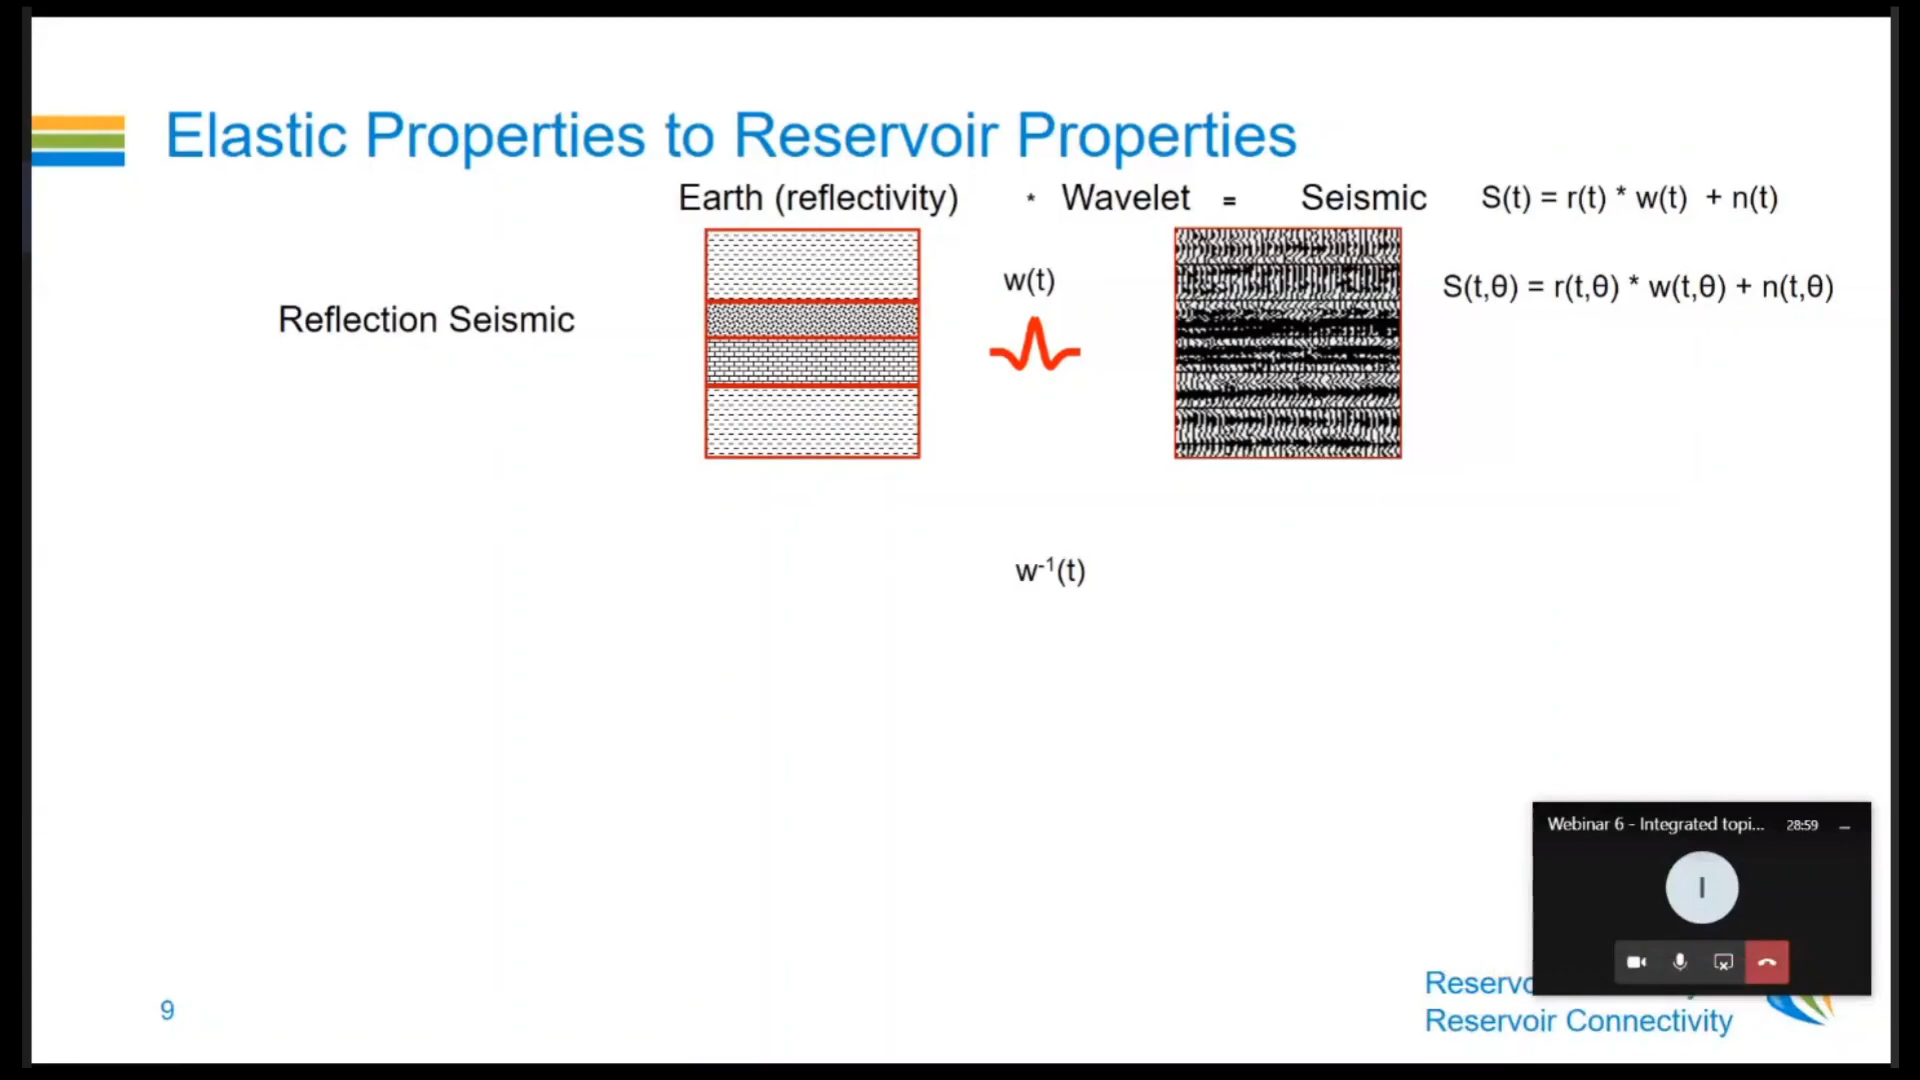 Elastic Properties to Reservoir Properties
Earth (reflectivity) * Wavelet = Seismic S(t) = r(t) * w(t) + n(t)
w(t)
S(t,θ) = r(t,θ) * w(t,θ) + n(t,θ)
Reflection Seismic
w⁻¹(t)
Webinar 6 - Integrated topi... 28:59
I
9
Reservoir Connectivity